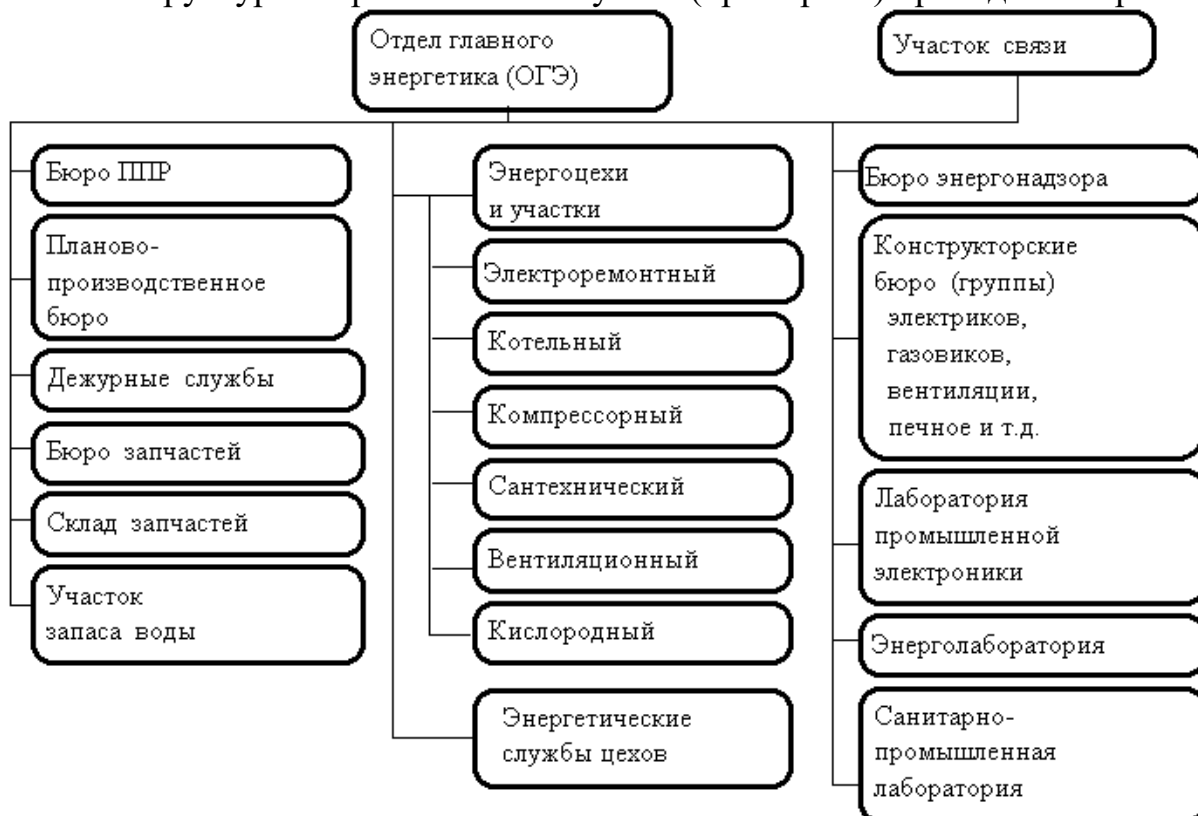 Отдел главного
энергетика (ОГЭ)
Участок связи
Бюро ППР
Планово-
производственное
бюро
Дежурные службы
Бюро запчастей
Склад запчастей
Участок
запаса воды
Энергоцехи
и участки
Электроремонтный
Котельный
Компрессорный
Сантехнический
Вентиляционный
Кислородный
Энергетические
службы цехов
Бюро энергонадзора
Конструкторские
бюро (группы)
электриков,
газовиков,
вентиляции,
печное и т.д.
Лаборатория
промышленной
электроники
Энерголаборатория
Санитарно-
промышленная
лаборатория